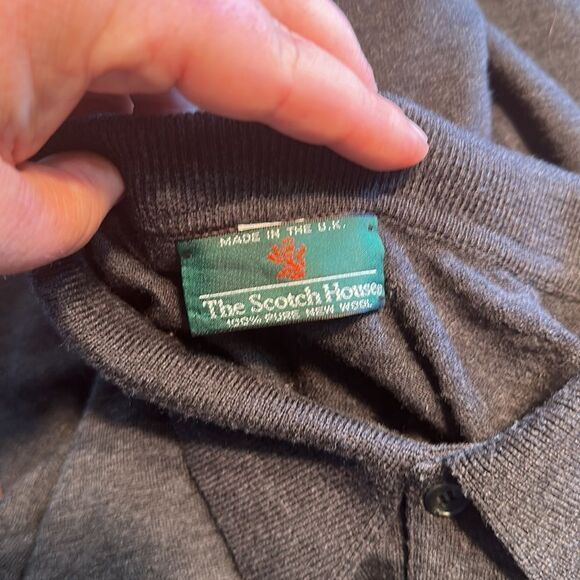 MADE IN THE U.K.
The Scotch House
100% PURE NEW WOOL